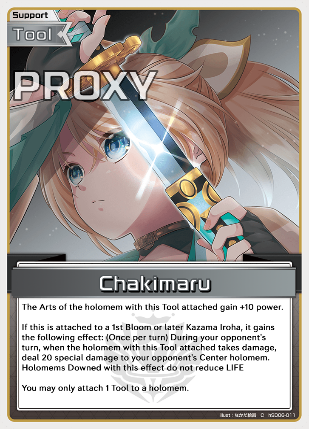 Support
Tool
PROXY
Chakimaru
The Arts of the holomem with this Tool attached gain +10 power.
If this is attached to a 1st Bloom or later Kazama Iroha, it gains
the following effect: (Once per turn) During your opponent's
turn, when the holomem with this Tool attached takes damage,
deal 20 special damage to your opponent's Center holomem.
Holomems Downed with this effect do not reduce LIFE
You may only attach 1 Tool to a holomem.
C hSD06-011